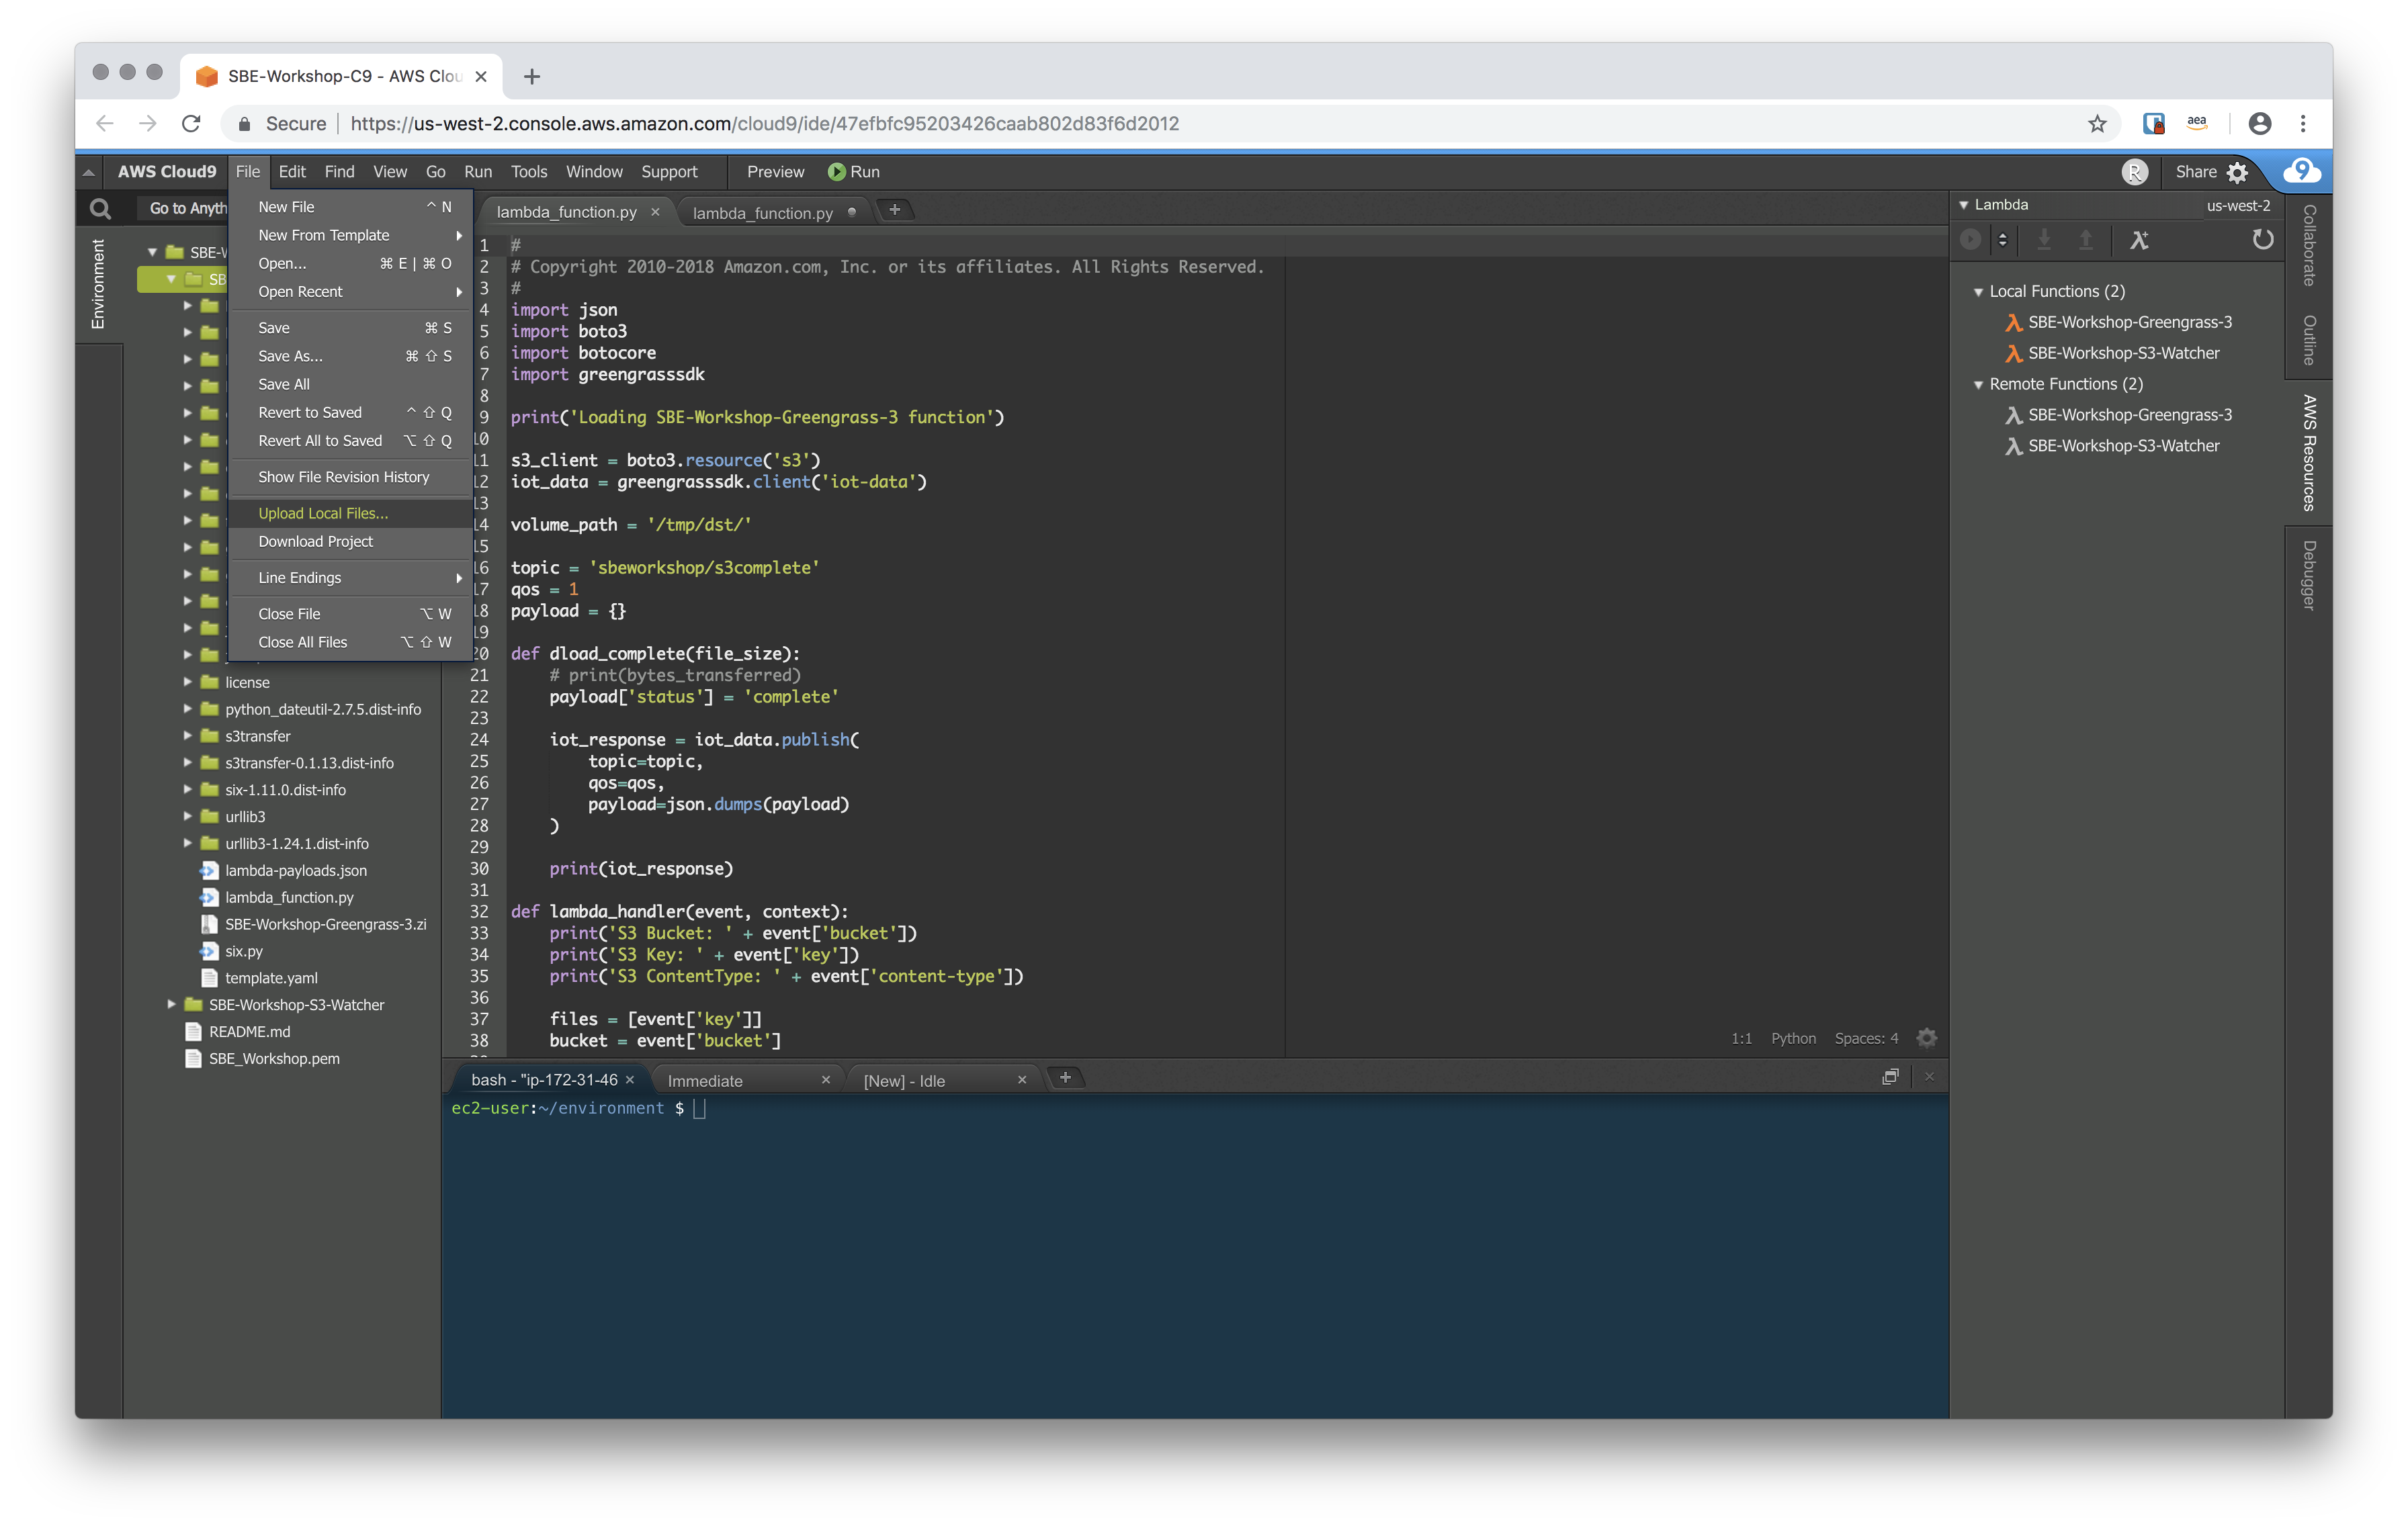 SBE-Workshop-C9 - AWS Clou
Secure
https://us-west-2.console.aws.amazon.com/cloud9/ide/47efbfc95203426caab802d83f6d2012
aea
AWS Cloud9 File Edit Find View Go Run Tools Window Support Preview Run
R Share 9
Go to Anyth
Environment
SBE-W
SB
New File ^ N
New From Template
Open... ⌘ E | ⌘ O
Open Recent
Save ⌘ S
Save As... ⌘ ⇧ S
Save All
Revert to Saved ^ ⇧ Q
Revert All to Saved ⌥ ⇧ Q
Show File Revision History
Upload Local Files...
Download Project
Line Endings
Close File ⌥ W
Close All Files ⌥ ⇧ W
license
python_dateutil-2.7.5.dist-info
s3transfer
s3transfer-0.1.13.dist-info
six-1.11.0.dist-info
urllib3
urllib3-1.24.1.dist-info
lambda-payloads.json
lambda_function.py
SBE-Workshop-Greengrass-3.zi
six.py
template.yaml
SBE-Workshop-S3-Watcher
README.md
SBE_Workshop.pem
lambda_function.py lambda_function.py
1 #
2 # Copyright 2010-2018 Amazon.com, Inc. or its affiliates. All Rights Reserved.
3 #
4 import json
5 import boto3
6 import botocore
7 import greengrasssdk
8
9 print('Loading SBE-Workshop-Greengrass-3 function')
10
11 s3_client = boto3.resource('s3')
12 iot_data = greengrasssdk.client('iot-data')
13
14 volume_path = '/tmp/dst/'
15
16 topic = 'sbeworkshop/s3complete'
17 qos = 1
18 payload = {}
19
20 def dload_complete(file_size):
21 # print(bytes_transferred)
22 payload['status'] = 'complete'
23
24 iot_response = iot_data.publish(
25 topic=topic,
26 qos=qos,
27 payload=json.dumps(payload)
28 )
29
30 print(iot_response)
31
32 def lambda_handler(event, context):
33 print('S3 Bucket: ' + event['bucket'])
34 print('S3 Key: ' + event['key'])
35 print('S3 ContentType: ' + event['content-type'])
36
37 files = [event['key']]
38 bucket = event['bucket']
1:1 Python Spaces: 4
bash - "ip-172-31-46 Immediate [New] - Idle
ec2-user:~/environment $
Lambda us-west-2
Local Functions (2)
SBE-Workshop-Greengrass-3
SBE-Workshop-S3-Watcher
Remote Functions (2)
SBE-Workshop-Greengrass-3
SBE-Workshop-S3-Watcher
Collaborate
Outline
AWS Resources
Debugger